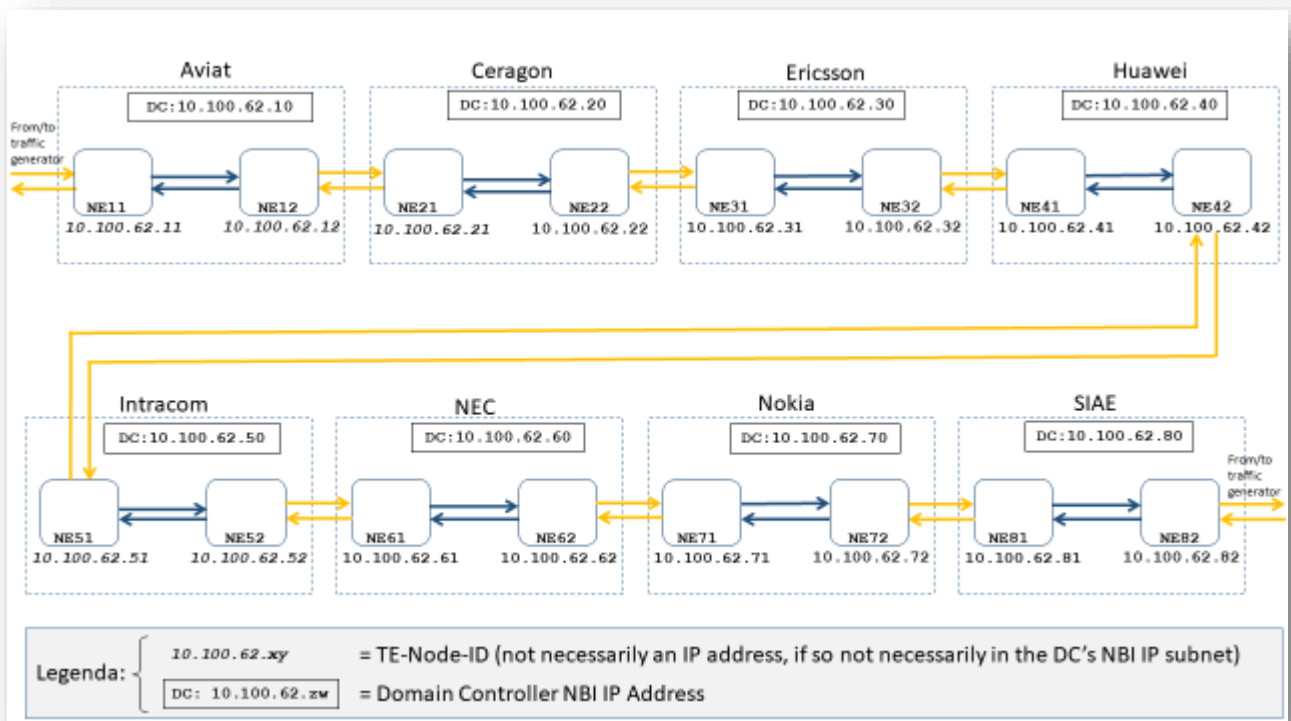 Aviat
Ceragon
Ericsson
Huawei
DC:10.100.62.10
DC:10.100.62.20
DC:10.100.62.30
DC:10.100.62.40
From/to
traffic
generator
NE11
NE12
NE21
NE22
NE31
NE32
NE41
NE42
10.100.62.11
10.100.62.12
10.100.62.21
10.100.62.22
10.100.62.31
10.100.62.32
10.100.62.41
10.100.62.42
Intracom
NEC
Nokia
SIAE
DC:10.100.62.50
DC:10.100.62.60
DC:10.100.62.70
DC:10.100.62.80
From/to
traffic
generator
NE51
NE52
NE61
NE62
NE71
NE72
NE81
NE82
10.100.62.51
10.100.62.52
10.100.62.61
10.100.62.62
10.100.62.71
10.100.62.72
10.100.62.81
10.100.62.82
Legenda:
10.100.62.xy = TE-Node-ID (not necessarily an IP address, if so not necessarily in the DC's NBI IP subnet)
DC: 10.100.62.zw = Domain Controller NBI IP Address